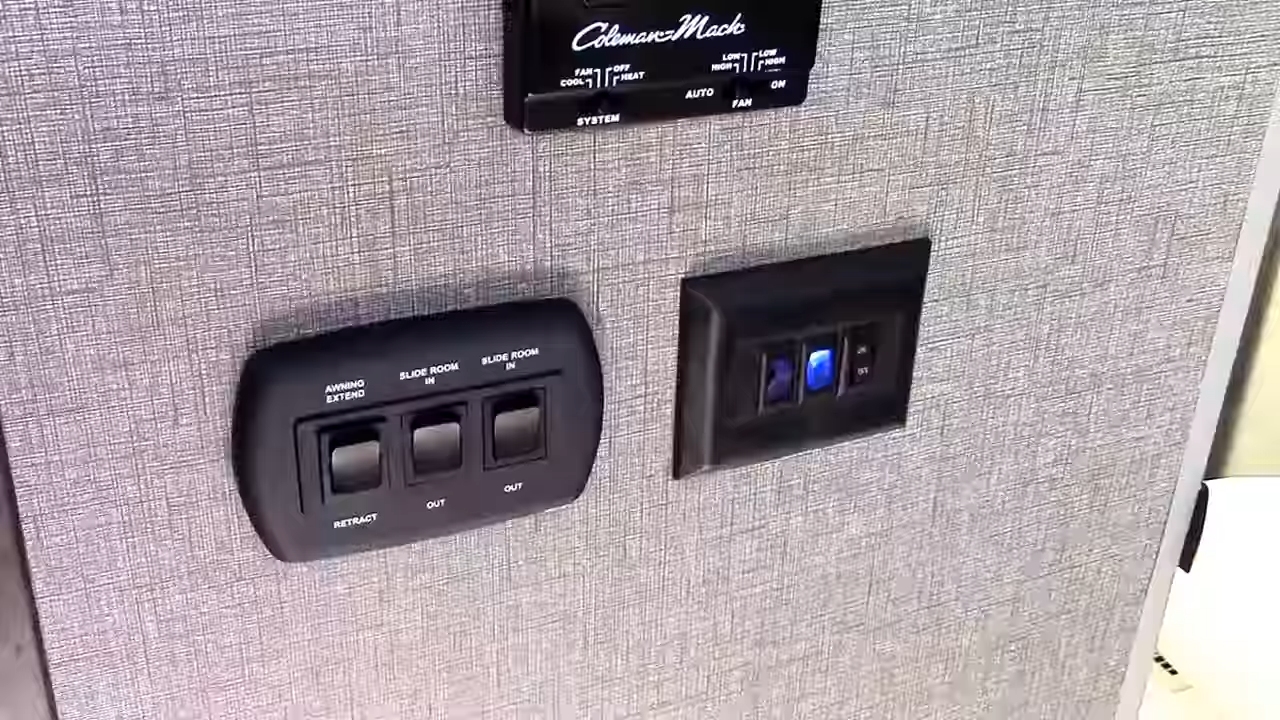 Coleman-Mach
FAN OFF
COOL HEAT
LOW LOW
HIGH HIGH
AUTO ON
FAN
SYSTEM
AWNING
EXTEND
SLIDE ROOM
IN
SLIDE ROOM
IN
RETRACT
OUT
OUT